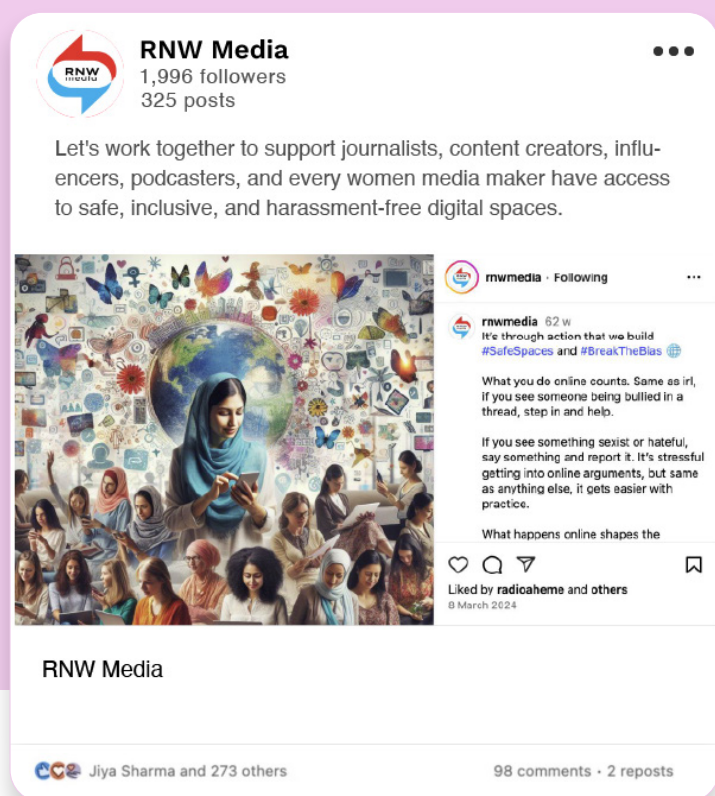 RNW
media
RNW Media
1,996 followers
325 posts
Let's work together to support journalists, content creators, influ-
encers, podcasters, and every women media maker have access
to safe, inclusive, and harassment-free digital spaces.
rnwmedia · Following
rnwmedia 62 w
It's through action that we build
#SafeSpaces and #BreakTheBias
What you do online counts. Same as irl,
if you see someone being bullied in a
thread, step in and help.
If you see something sexist or hateful,
say something and report it. It's stressful
getting into online arguments, but same
as anything else, it gets easier with
practice.
What happens online shapes the
Liked by radioaheme and others
8 March 2024
RNW Media
Jiya Sharma and 273 others
98 comments · 2 reposts